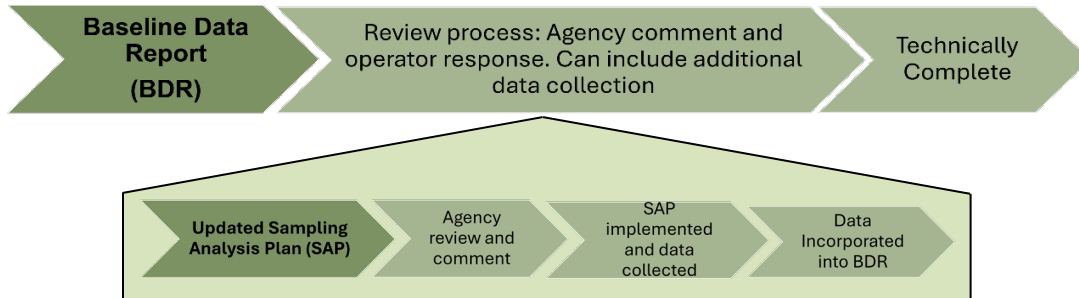 Baseline Data
Report
(BDR)
Review process: Agency comment and
operator response. Can include additional
data collection
Technically
Complete
Updated Sampling
Analysis Plan (SAP)
Agency
review and
comment
SAP
implemented
and data
collected
Data
Incorporated
into BDR